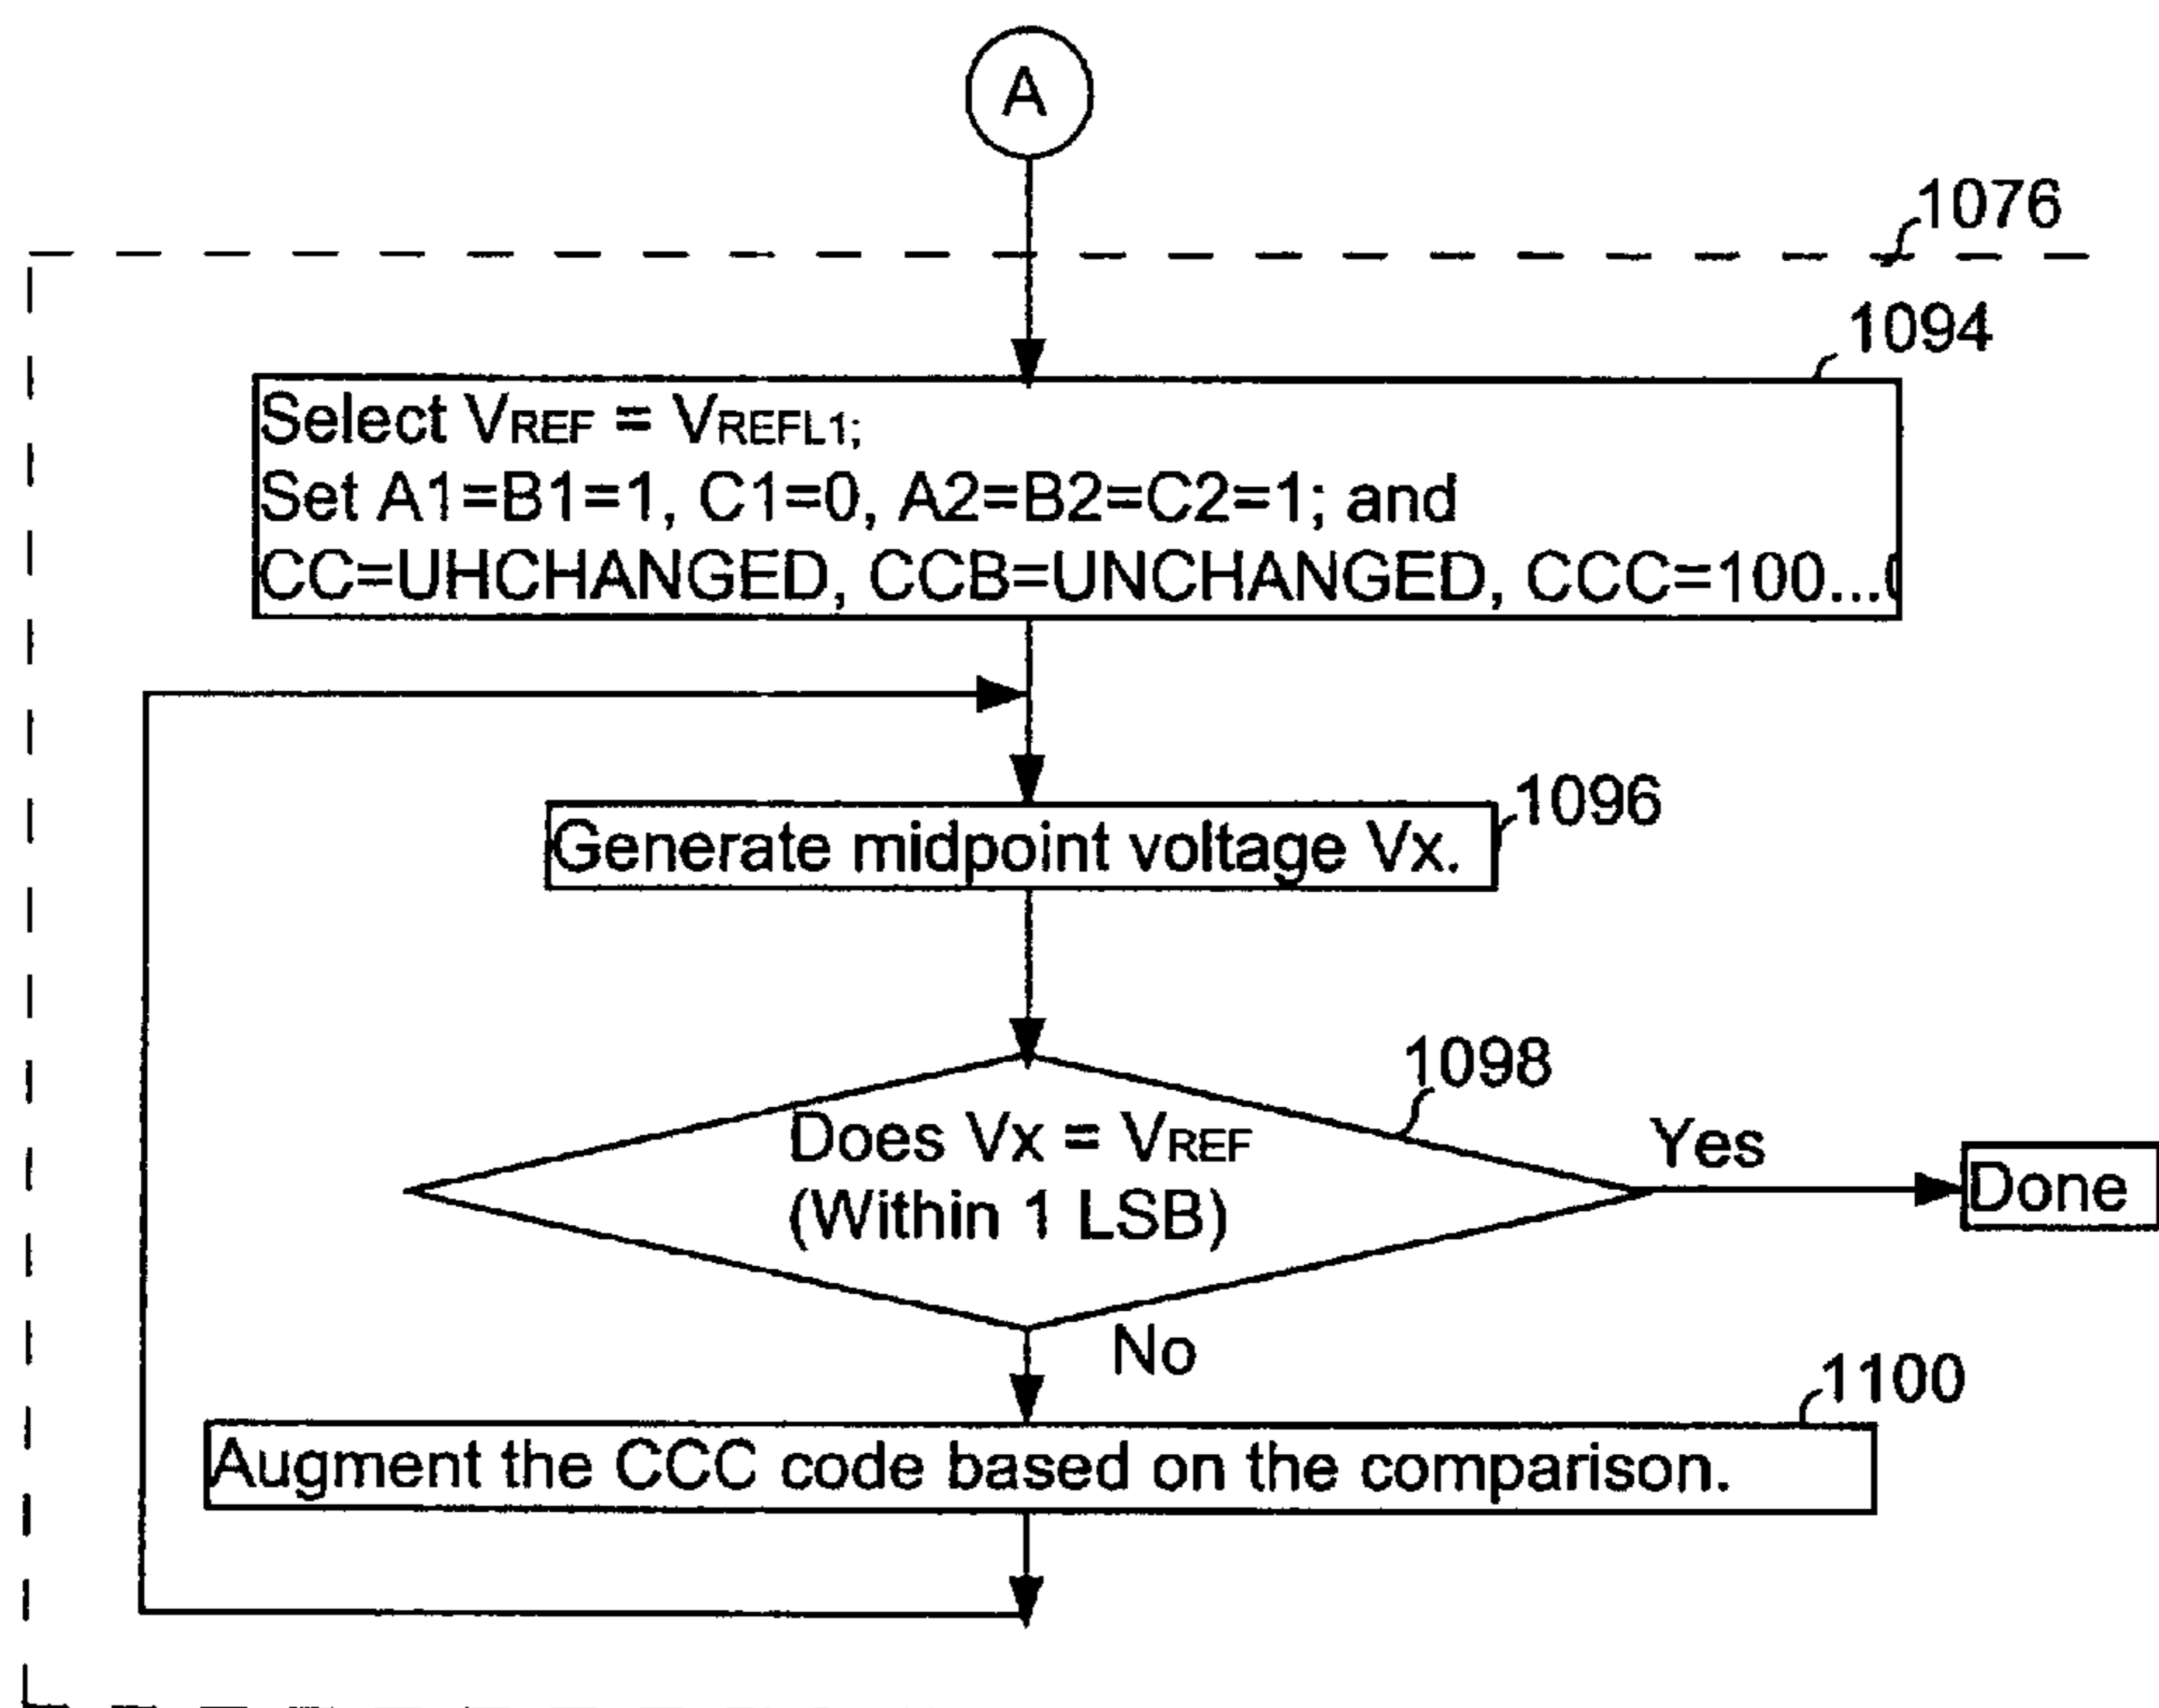 A
1076
1094
Select VREF = VREFL1;
Set A1=B1=1, C1=0, A2=B2=C2=1; and
CC=UHCHANGED, CCB=UNCHANGED, CCC=100...0
1096
Generate midpoint voltage Vx.
1098
Does Vx = VREF
(Within 1 LSB)
Yes
Done
No
1100
Augment the CCC code based on the comparison.